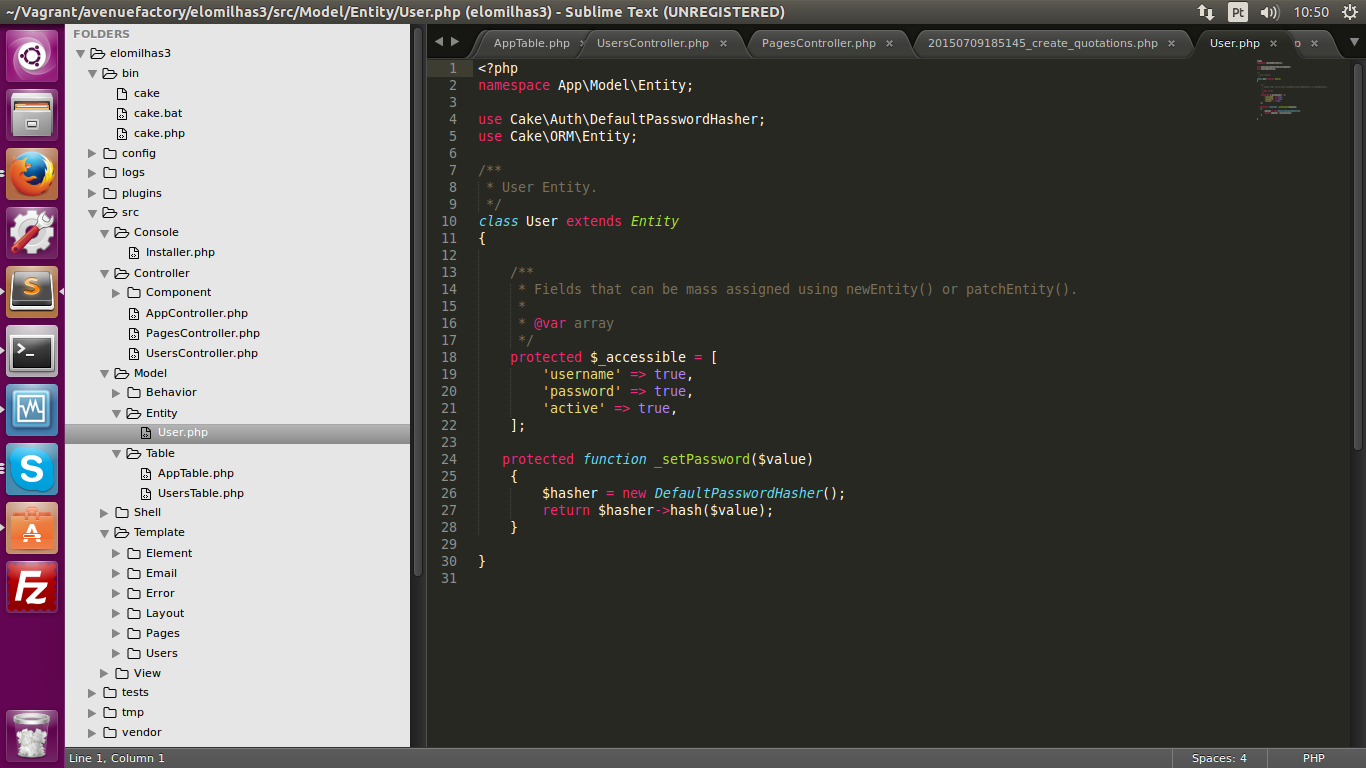 ~/Vagrant/avenuefactory/elomilhas3/src/Model/Entity/User.php (elomilhas3) - Sublime Text (UNREGISTERED)
Pt
10:50
FOLDERS
elomilhas3
bin
cake
cake.bat
cake.php
config
logs
plugins
src
Console
Installer.php
Controller
Component
AppController.php
PagesController.php
UsersController.php
Model
Behavior
Entity
User.php
Table
AppTable.php
UsersTable.php
Shell
Template
Element
Email
Error
Layout
Pages
Users
View
tests
tmp
vendor
AppTable.php
UsersController.php
PagesController.php
20150709185145_create_quotations.php
User.php
p
1 <?php
2 namespace App\Model\Entity;
3
4 use Cake\Auth\DefaultPasswordHasher;
5 use Cake\ORM\Entity;
6
7 /**
8  * User Entity.
9  */
10 class User extends Entity
11 {
12
13     /**
14      * Fields that can be mass assigned using newEntity() or patchEntity().
15      *
16      * @var array
17      */
18     protected $_accessible = [
19         'username' => true,
20         'password' => true,
21         'active' => true,
22     ];
23
24    protected function _setPassword($value)
25     {
26         $hasher = new DefaultPasswordHasher();
27         return $hasher->hash($value);
28     }
29
30 }
31
Line 1, Column 1
Spaces: 4
PHP